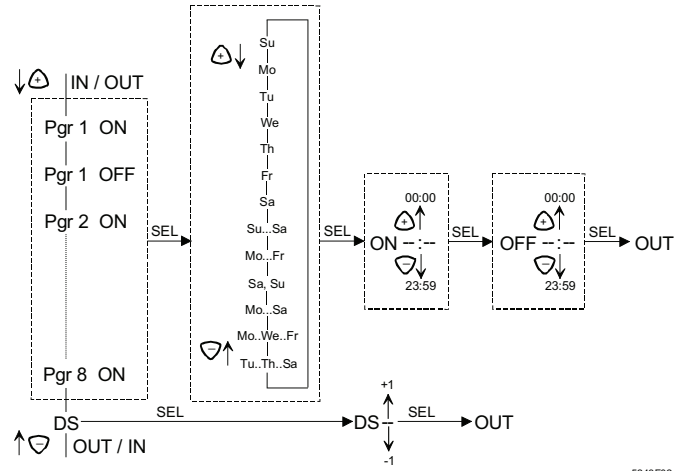 IN / OUT
Pgr 1 ON
Pgr 1 OFF
Pgr 2 ON
Pgr 8 ON
DS
OUT / IN
SEL
+
Su
Mo
Tu
We
Th
Fr
Sa
Su...Sa
Mo...Fr
Sa, Su
Mo...Sa
Mo..We..Fr
Tu..Th..Sa
SEL
00:00
+
ON --:--
23:59
SEL
00:00
+
OFF --:--
23:59
SEL
OUT
SEL
+1
DS --
-1
SEL
OUT